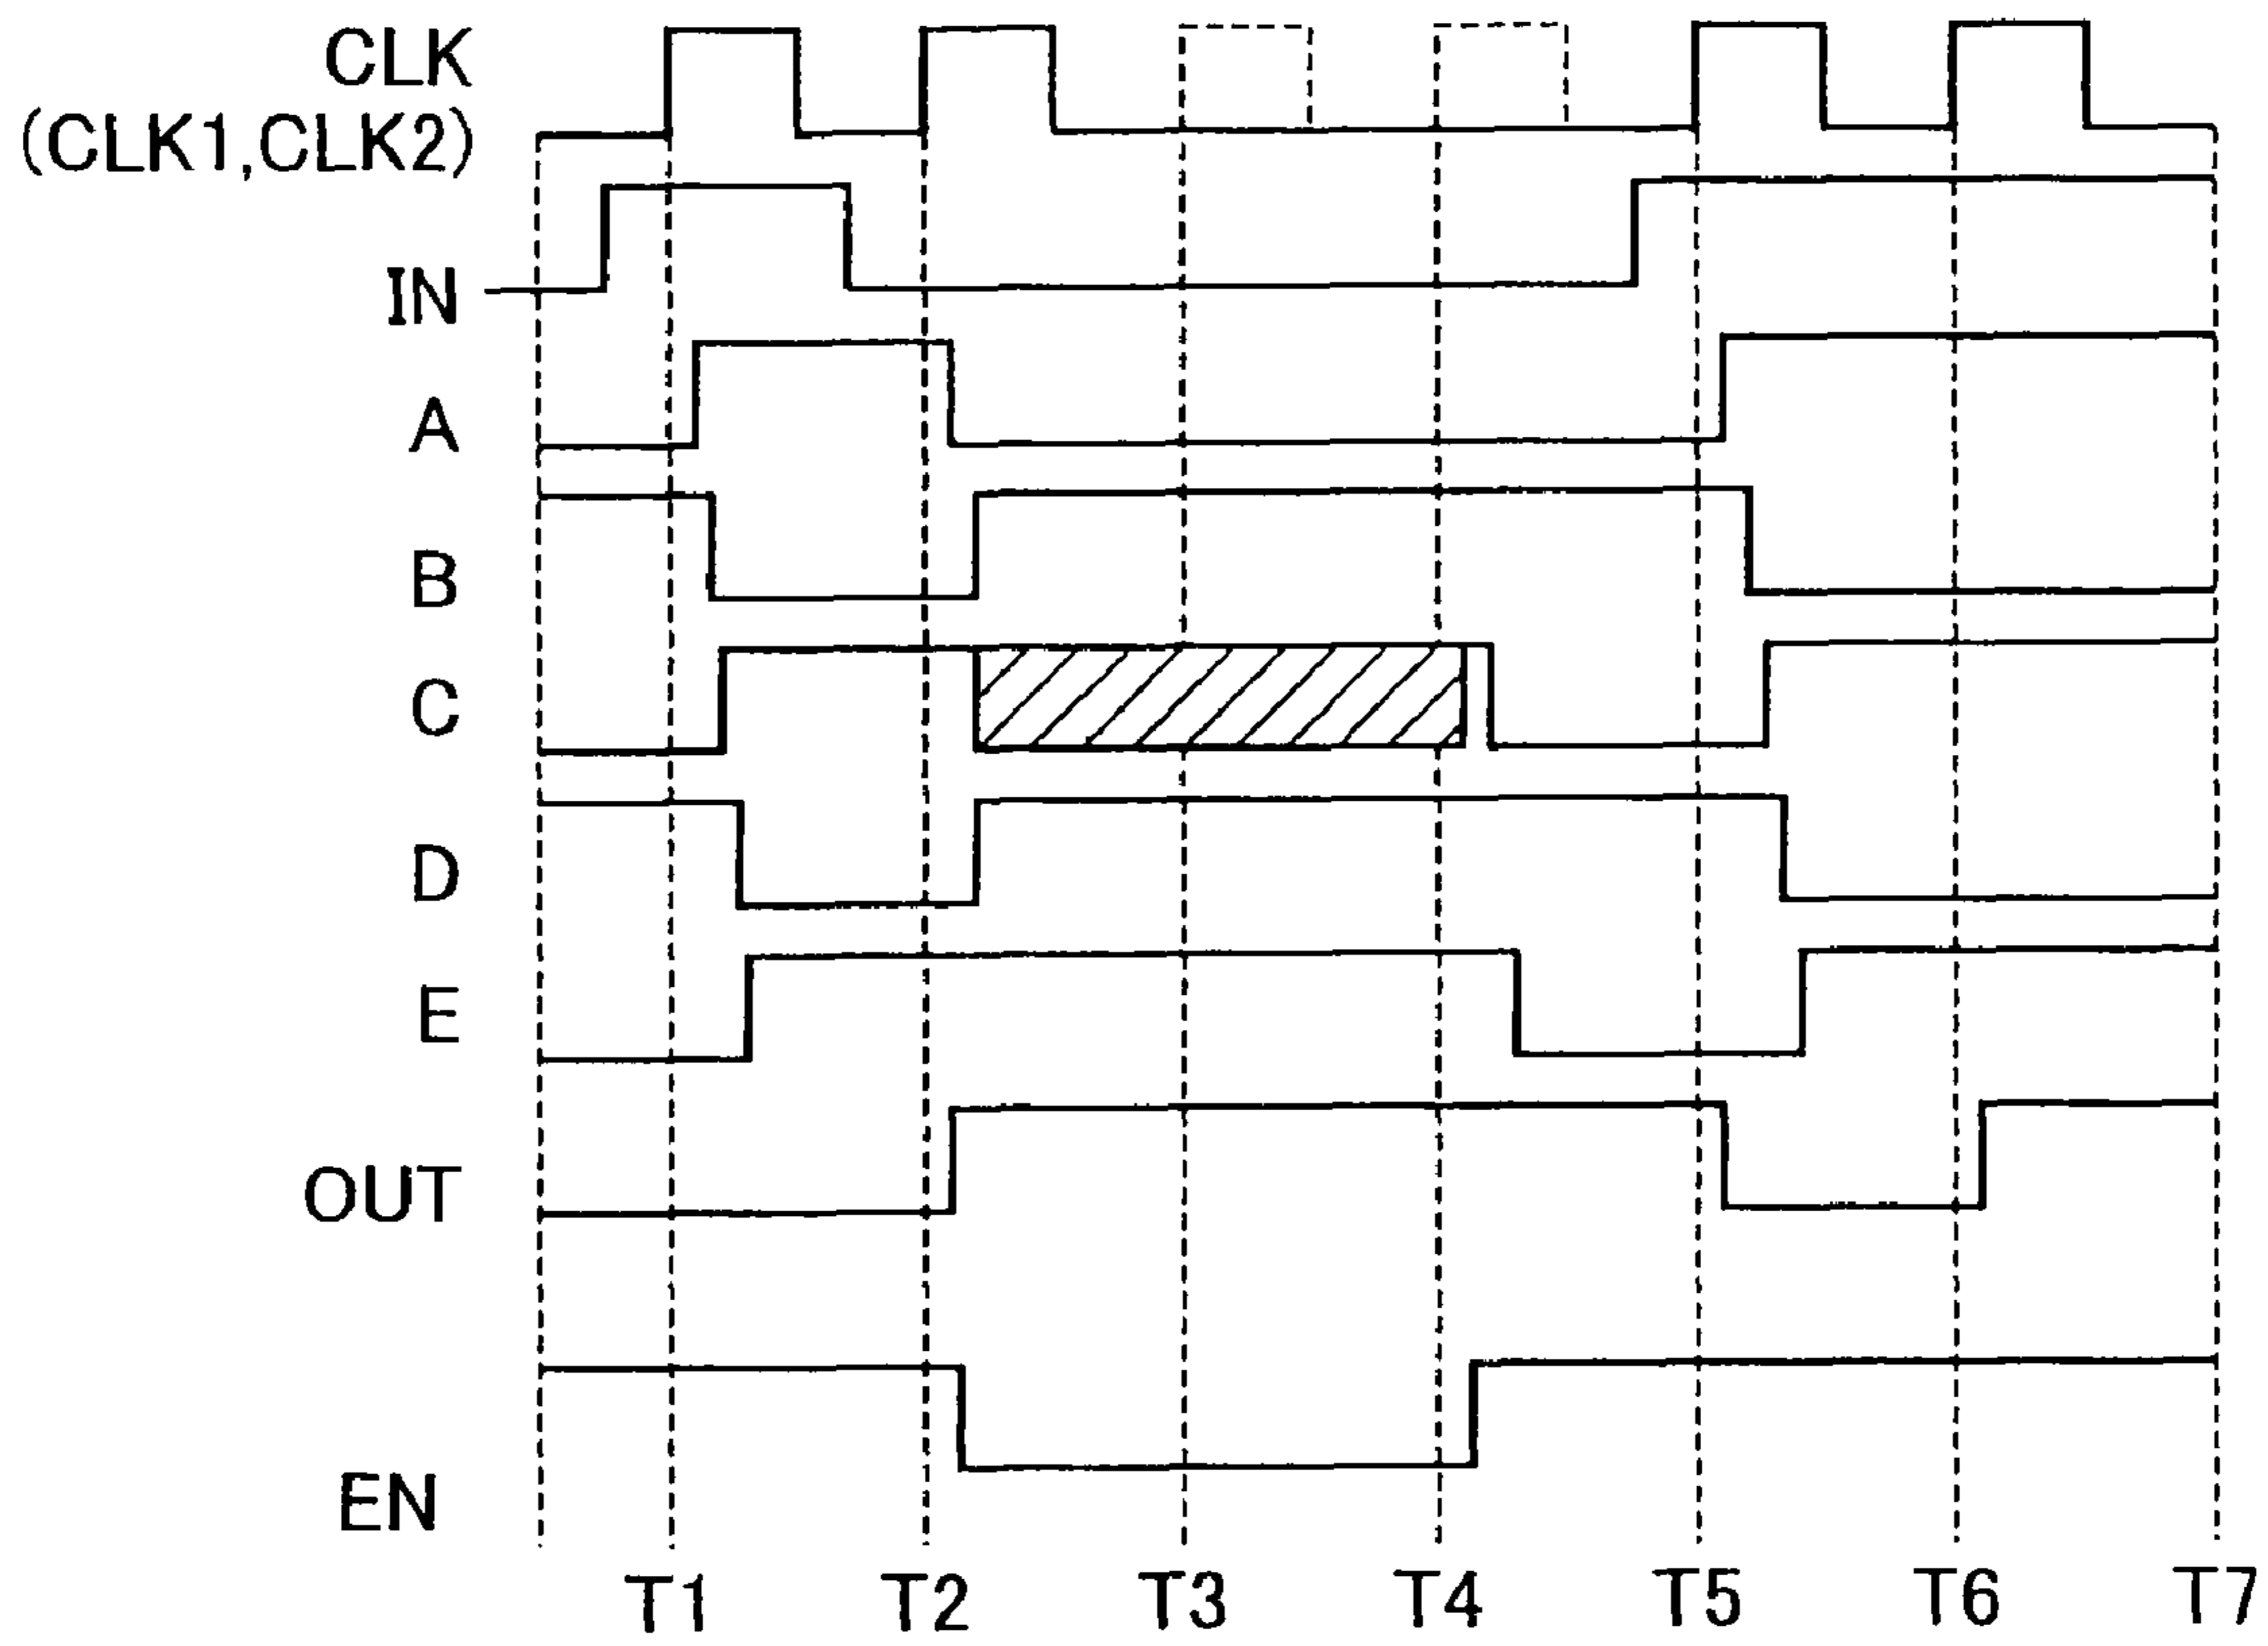 CLK
(CLK1,CLK2)
IN
A
B
C
D
E
OUT
EN
T1 T2 T3 T4 T5 T6 T7